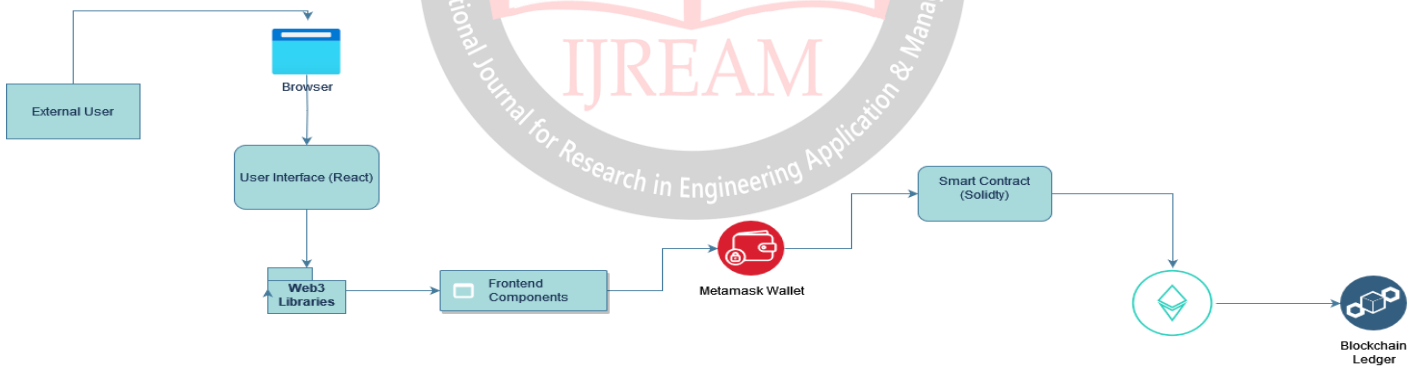 IJREAM
tional Journal for Research in Engineering Application & Mana
Browser
External User
User Interface (React)
Smart Contract
(Solidty)
Web3
Libraries
Frontend
Components
Metamask Wallet
Blockchain
Ledger